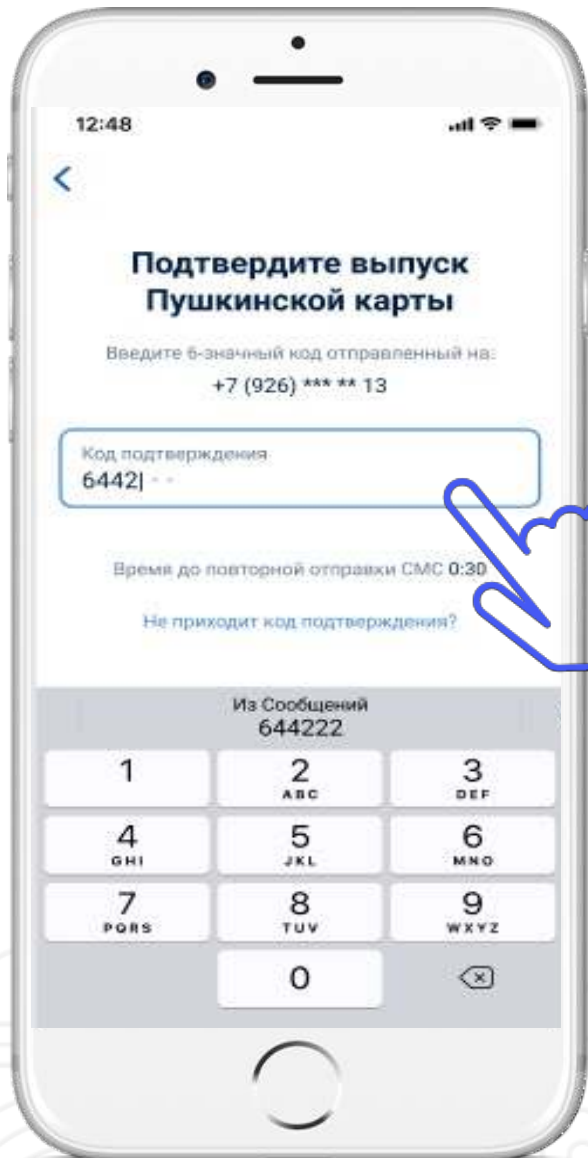 12:48
Подтвердите выпуск
Пушкинской карты
Введите 6-значный код отправленный на:
+7 (926) *** ** 13
Код подтверждения
6442| - -
Время до повторной отправки СМС 0:30
Не приходит код подтверждения?
Из Сообщений
644222
1 2 3
ABC DEF
4 5 6
GHI JKL MNO
7 8 9
PQRS TUV WXYZ
0